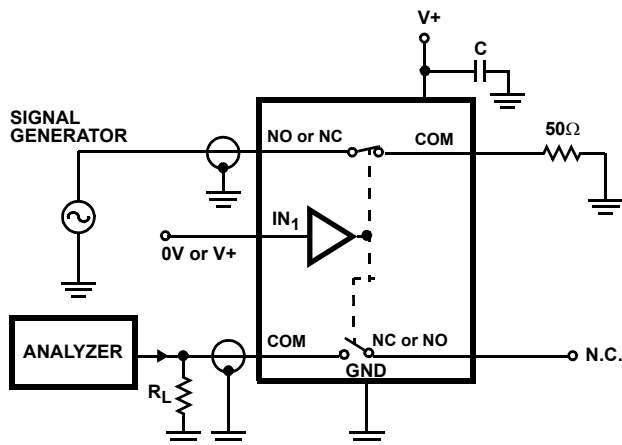 V+
C
SIGNAL
GENERATOR
NO or NC
COM
50Ω
IN1
0V or V+
ANALYZER
COM
NC or NO
N.C.
GND
RL